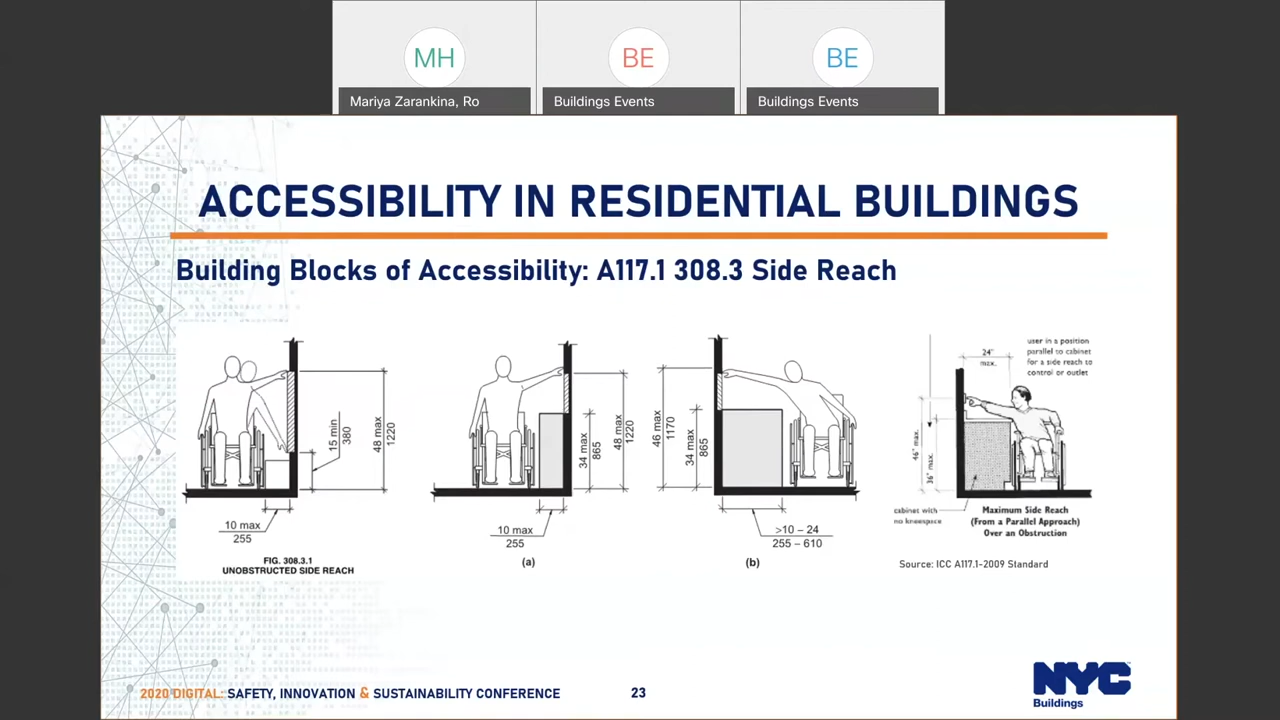 MH
BE
BE
Mariya Zarankina, Ro
Buildings Events
Buildings Events
ACCESSIBILITY IN RESIDENTIAL BUILDINGS
Building Blocks of Accessibility: A117.1 308.3 Side Reach
15 min
380
48 max
1220
10 max
255
FIG. 308.3.1
UNOBSTRUCTED SIDE REACH
34 max
865
48 max
1220
10 max
255
(a)
46 max
1170
34 max
865
>10 – 24
255 – 610
(b)
24"
max.
user in a position
parallel to cabinet
for a side reach to
control or outlet
46" max.
36" max.
cabinet with
no kneespace
Maximum Side Reach
(From a Parallel Approach)
Over an Obstruction
Source: ICC A117.1-2009 Standard
2020 DIGITAL: SAFETY, INNOVATION & SUSTAINABILITY CONFERENCE
23
NYC
Buildings